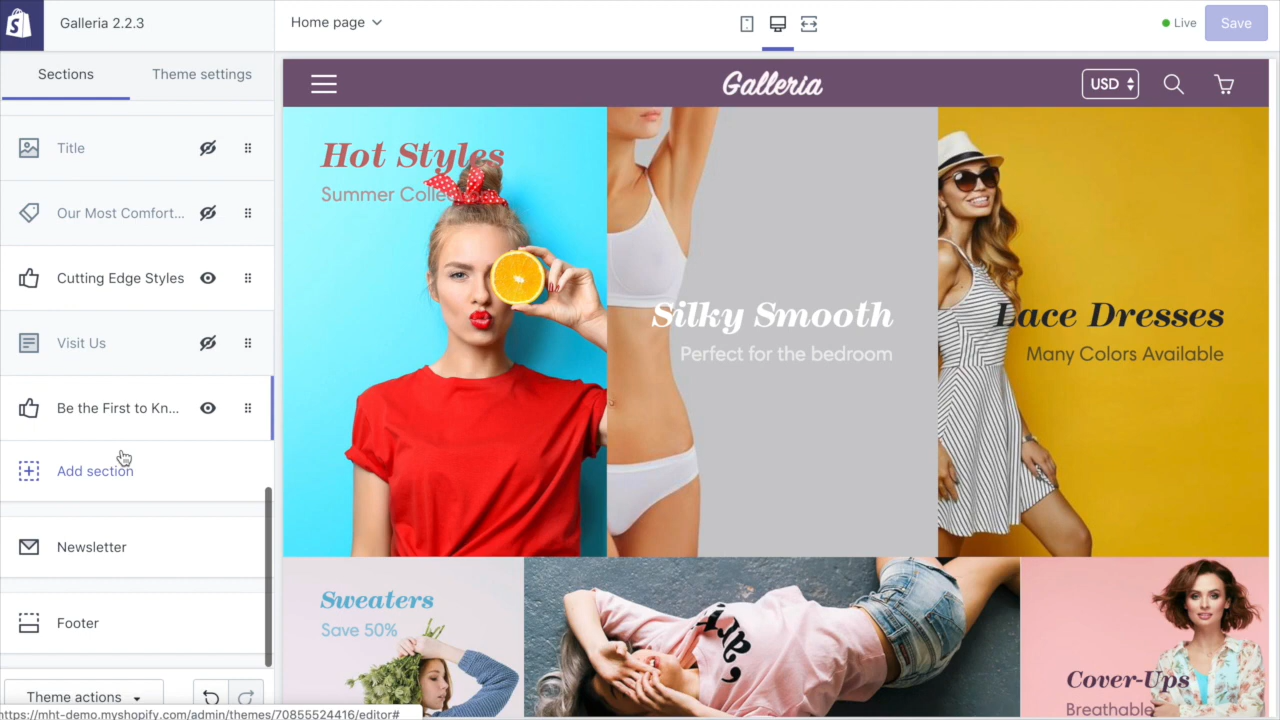 Galleria 2.2.3
Home page
Live
Save
Sections
Theme settings
Title
Our Most Comfort...
Cutting Edge Styles
Visit Us
Be the First to Kn...
Add section
Newsletter
Footer
Theme actions
https://mht-demo.myshopify.com/admin/themes/70855524416/editor#
Galleria
USD
Hot Styles
Summer
Silky Smooth
Perfect for the bedroom
Lace Dresses
Many Colors Available
Sweaters
Save 50%
Cover-Ups
Breathable